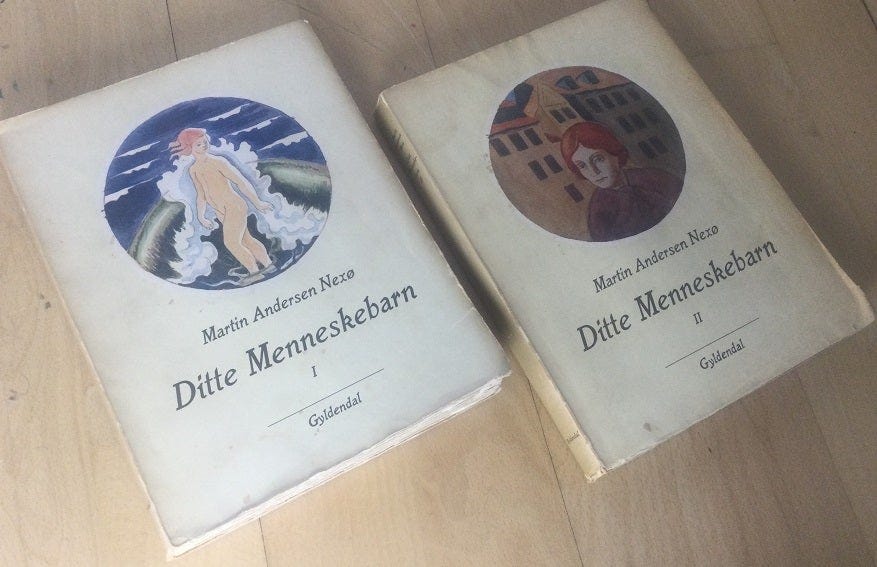 Martin Andersen Nexø
Ditte Menneskebarn
I
Gyldendal
Martin Andersen Nexø
Ditte Menneskebarn
II
Gyldendal